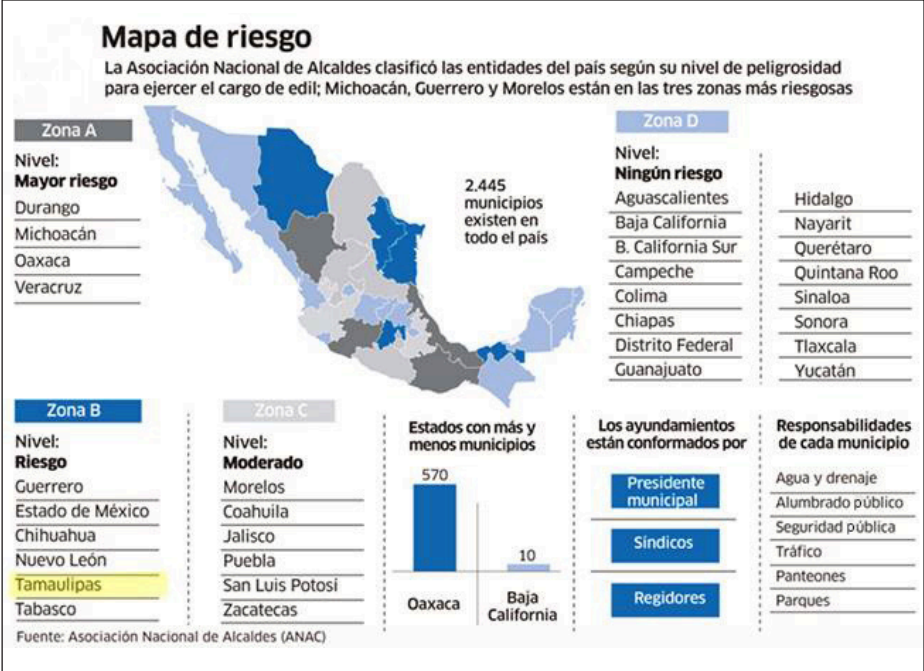 Mapa de riesgo
La Asociación Nacional de Alcaldes clasificó las entidades del país según su nivel de peligrosidad
para ejercer el cargo de edil; Michoacán, Guerrero y Morelos están en las tres zonas más riesgosas
Zona A
Nivel:
Mayor riesgo
Durango
Michoacán
Oaxaca
Veracruz
2.445
municipios
existen en
todo el país
Zona D
Nivel:
Ningún riesgo
Aguascalientes
Baja California
B. California Sur
Campeche
Colima
Chiapas
Distrito Federal
Guanajuato
Hidalgo
Nayarit
Querétaro
Quintana Roo
Sinaloa
Sonora
Tlaxcala
Yucatán
Zona B
Nivel:
Riesgo
Guerrero
Estado de México
Chihuahua
Nuevo León
Tamaulipas
Tabasco
Zona C
Nivel:
Moderado
Morelos
Coahuila
Jalisco
Puebla
San Luis Potosí
Zacatecas
Estados con más y
menos municipios
570
10
Oaxaca
Baja
California
Los ayundamientos
están conformados por
Presidente
municipal
Síndicos
Regidores
Responsabilidades
de cada municipio
Agua y drenaje
Alumbrado público
Seguridad pública
Tráfico
Panteones
Parques
Fuente: Asociación Nacional de Alcaldes (ANAC)